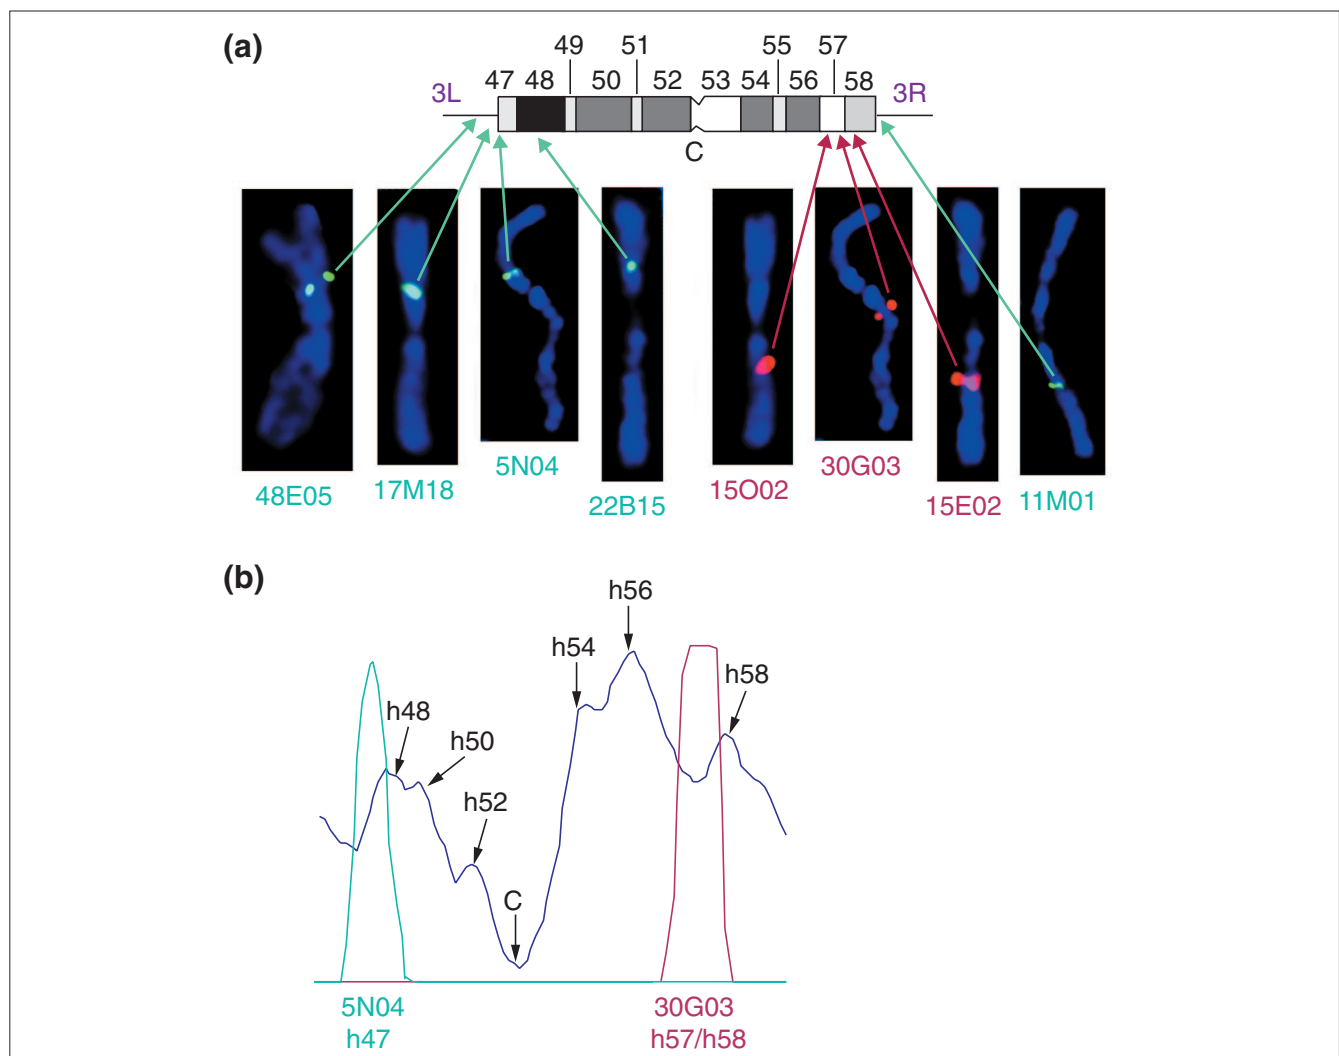 (a)
49 51 55 57
47 48 50 52 53 54 56 58
3L 3R
C
48E05 17M18 5N04 22B15 15O02 30G03 15E02 11M01
(b)
h56
h54
h58
h48
h50
h52
C
5N04 30G03
h47 h57/h58